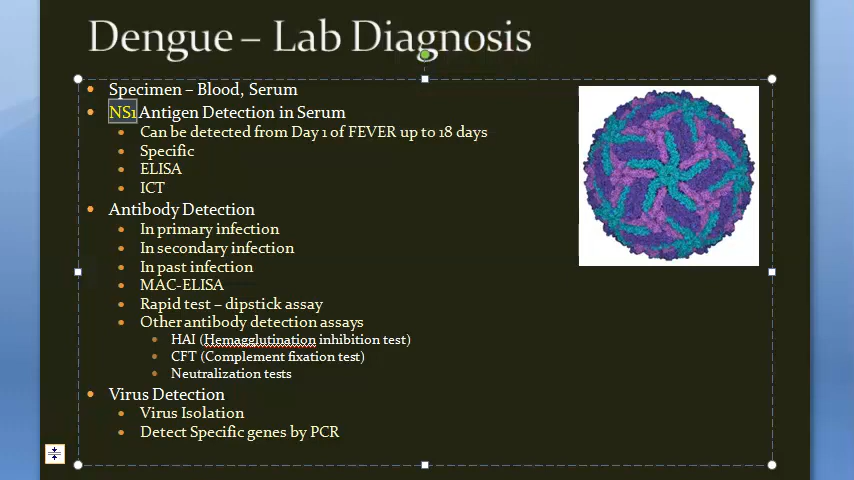 Dengue – Lab Diagnosis
Specimen – Blood, Serum
NS1 Antigen Detection in Serum
Can be detected from Day 1 of FEVER up to 18 days
Specific
ELISA
ICT
Antibody Detection
In primary infection
In secondary infection
In past infection
MAC-ELISA
Rapid test – dipstick assay
Other antibody detection assays
HAI (Hemagglutination inhibition test)
CFT (Complement fixation test)
Neutralization tests
Virus Detection
Virus Isolation
Detect Specific genes by PCR